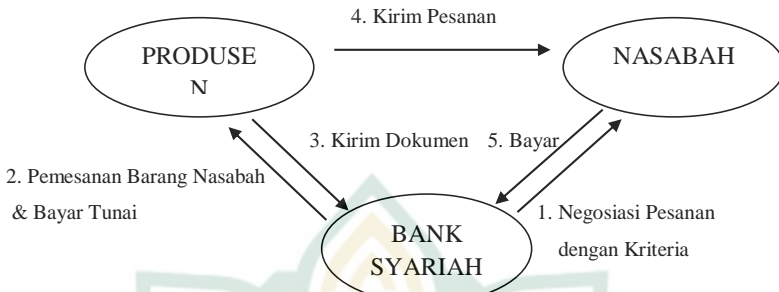 4. Kirim Pesanan
PRODUSE
N
NASABAH
3. Kirim Dokumen
5. Bayar
2. Pemesanan Barang Nasabah
& Bayar Tunai
1. Negosiasi Pesanan
dengan Kriteria
BANK
SYARIAH